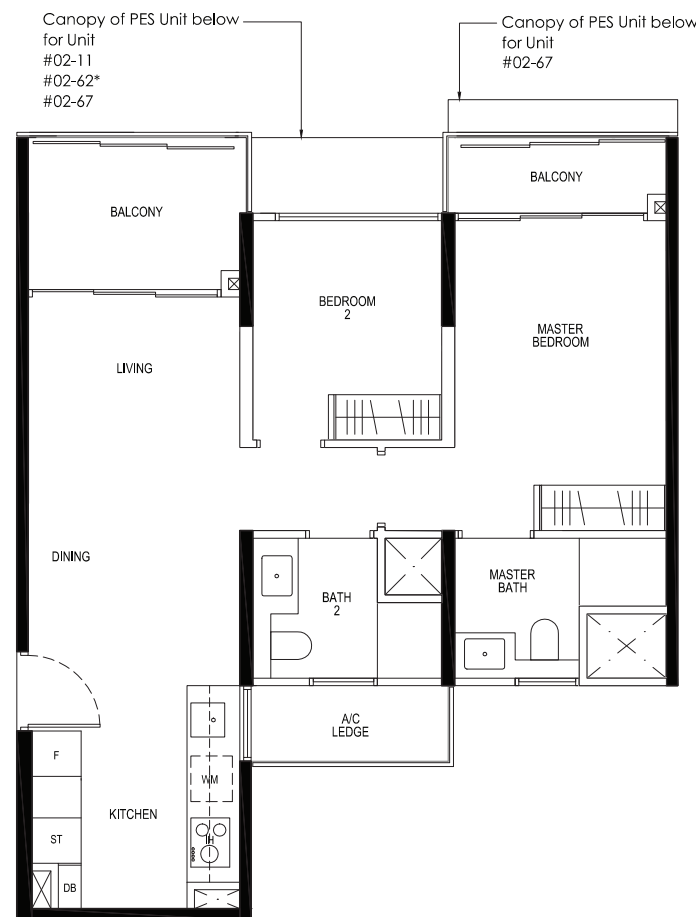 Canopy of PES Unit below
for Unit
#02-11
#02-62*
#02-67
Canopy of PES Unit below
for Unit
#02-67
BALCONY
BALCONY
BEDROOM
2
MASTER
BEDROOM
LIVING
DINING
BATH
2
MASTER
BATH
A/C
LEDGE
F
WM
KITCHEN
ST
IH
DB